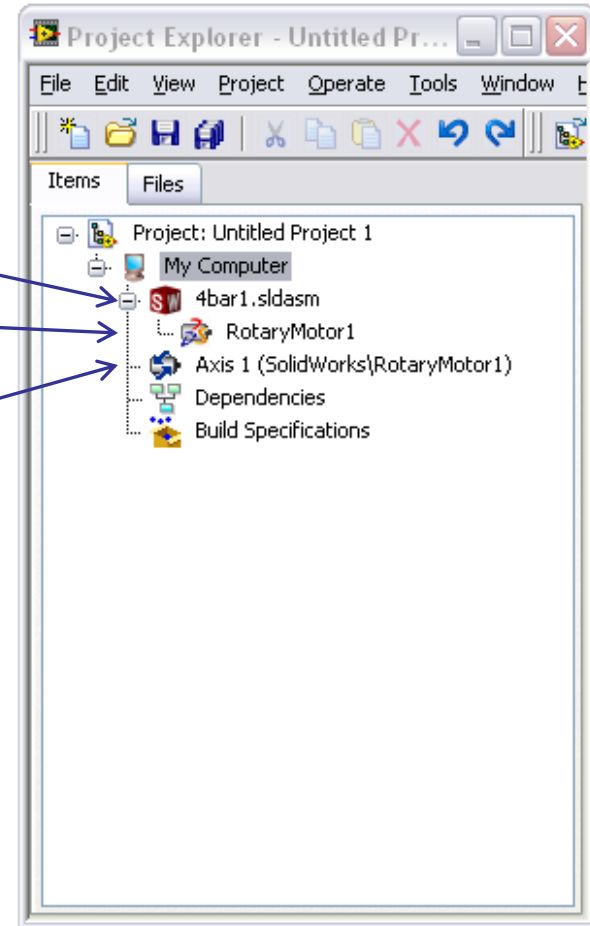 Project Explorer - Untitled Pr...
File Edit View Project Operate Tools Window
Items Files
Project: Untitled Project 1
My Computer
4bar1.sldasm
RotaryMotor1
Axis 1 (SolidWorks\RotaryMotor1)
Dependencies
Build Specifications